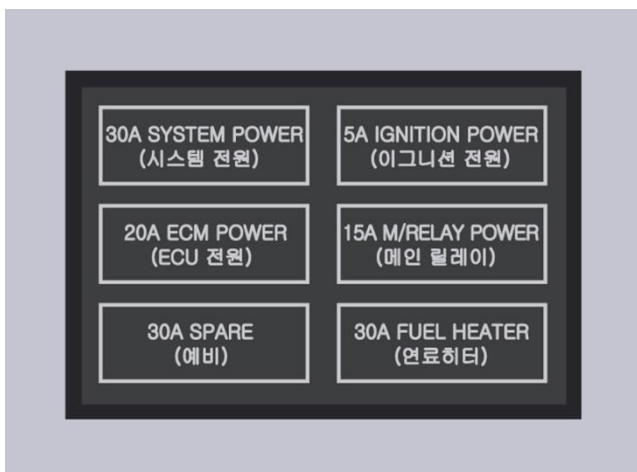 30A SYSTEM POWER
(시스템 전원)
5A IGNITION POWER
(이그니션 전원)
20A ECM POWER
(ECU 전원)
15A M/RELAY POWER
(메인 릴레이)
30A SPARE
(예비)
30A FUEL HEATER
(연료히터)